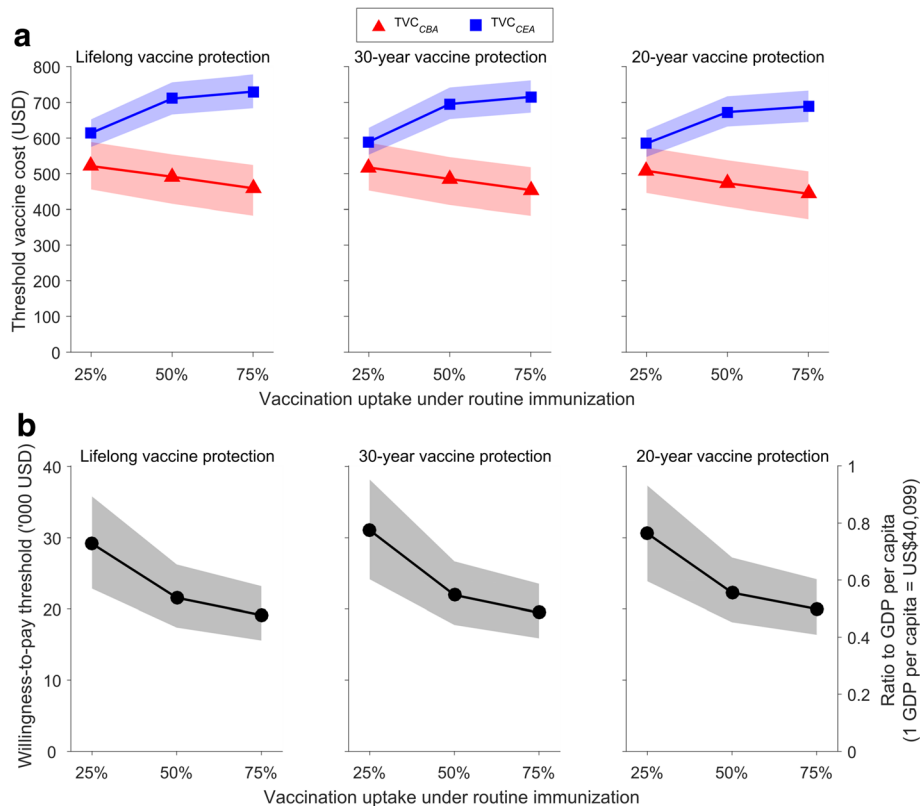 TVC_CBA TVC_CEA
a
Lifelong vaccine protection 30-year vaccine protection 20-year vaccine protection
Threshold vaccine cost (USD)
800
700
600
500
400
300
200
100
0
25% 50% 75% 25% 50% 75% 25% 50% 75%
Vaccination uptake under routine immunization
b
Lifelong vaccine protection 30-year vaccine protection 20-year vaccine protection
Willingness-to-pay threshold ('000 USD)
40
30
20
10
0
1
0.8
0.6
0.4
0.2
0
Ratio to GDP per capita
(1 GDP per capita = US$40,099)
25% 50% 75% 25% 50% 75% 25% 50% 75%
Vaccination uptake under routine immunization